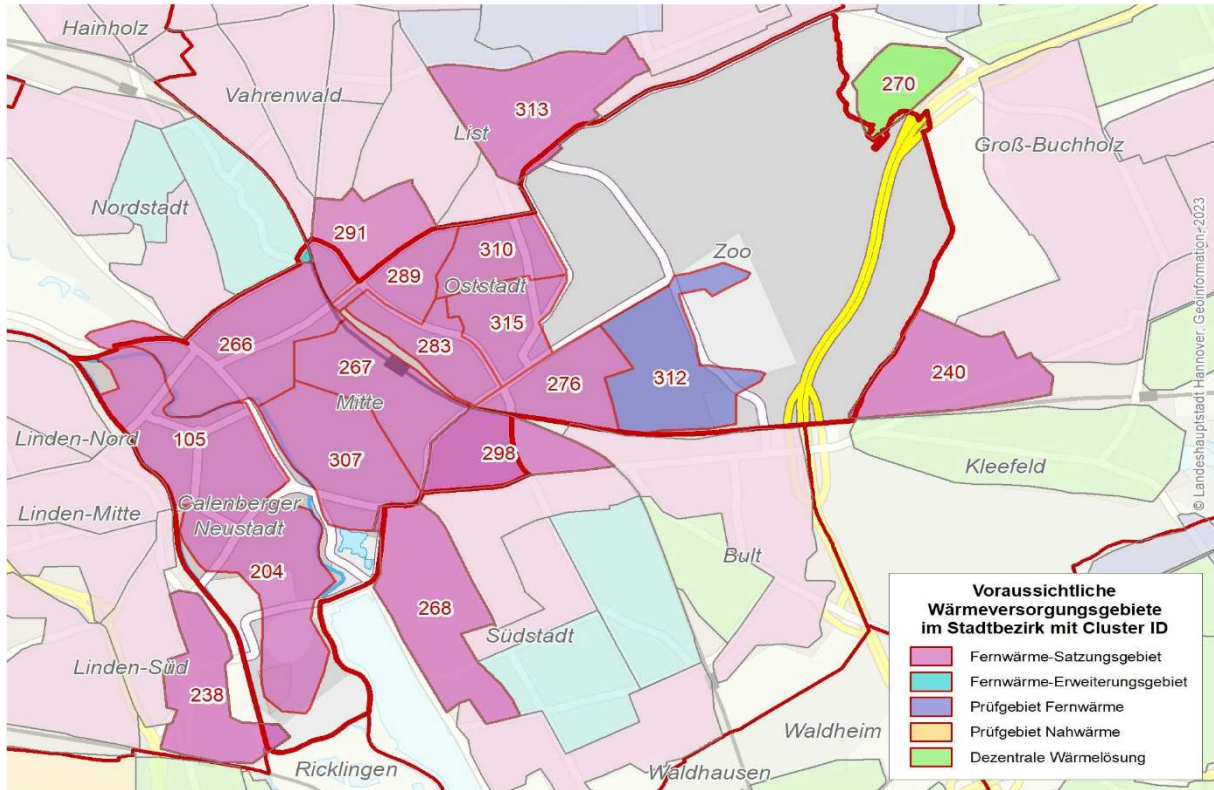 Hainholz
Vahrenwald
List
313
270
Groß-Buchholz
Nordstadt
291
289
310
Oststadt
315
Zoo
266
267
283
276
312
240
Mitte
Linden-Nord
105
307
298
Kleefeld
Linden-Mitte
Calenberger
Neustadt
204
268
Bult
Südstadt
Linden-Süd
238
Ricklingen
Waldhausen
Waldheim
Voraussichtliche
Wärmeversorgungsgebiete
im Stadtbezirk mit Cluster ID
Fernwärme-Satzungsgebiet
Fernwärme-Erweiterungsgebiet
Prüfgebiet Fernwärme
Prüfgebiet Nahwärme
Dezentrale Wärmelösung
© Landeshauptstadt Hannover, Geoinformation, 2023